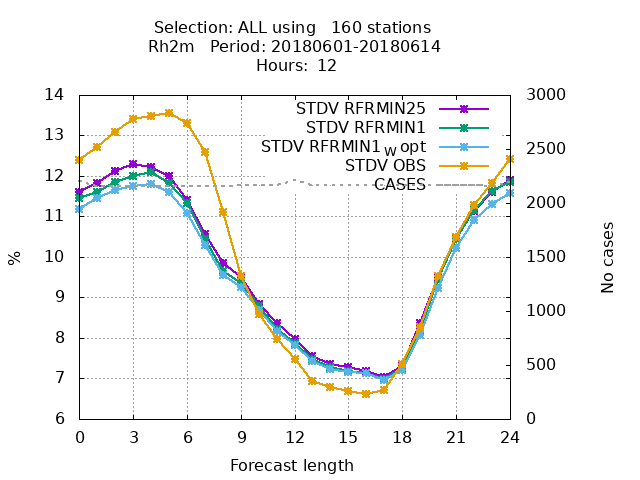 Selection: ALL using   160 stations
Rh2m   Period: 20180601-20180614
Hours:  12
STDV RFRMIN25
STDV RFRMIN1
STDV RFRMIN1_w opt
STDV OBS
CASES
14
13
12
11
10
9
8
7
6
%
3000
2500
2000
1500
1000
500
0
No cases
0 3 6 9 12 15 18 21 24
Forecast length